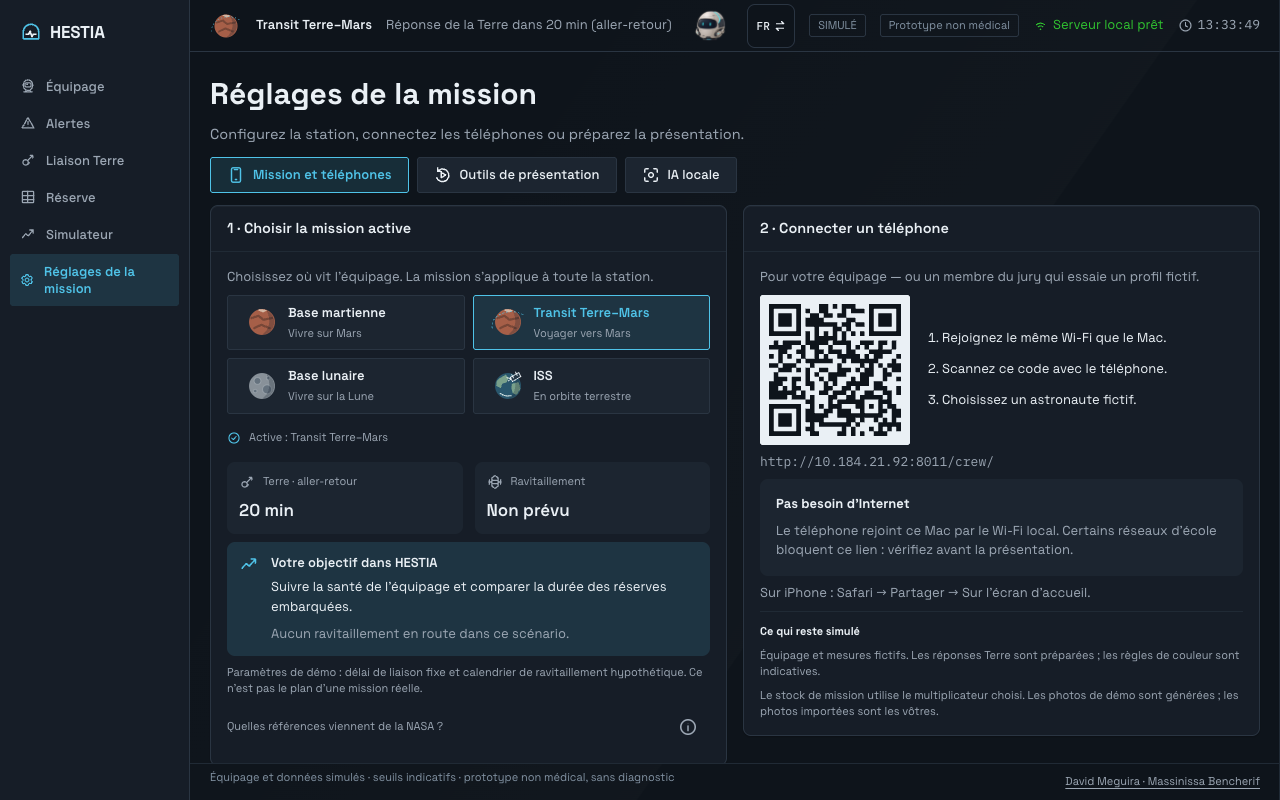 HESTIA
Équipage
Alertes
Liaison Terre
Réserve
Simulateur
Réglages de la
mission
Transit Terre–Mars
Réponse de la Terre dans 20 min (aller-retour)
FR
SIMULÉ
Prototype non médical
Serveur local prêt
13:33:49
Réglages de la mission
Configurez la station, connectez les téléphones ou préparez la présentation.
Mission et téléphones
Outils de présentation
IA locale
1 · Choisir la mission active
Choisissez où vit l’équipage. La mission s’applique à toute la station.
Base martienne
Vivre sur Mars
Transit Terre–Mars
Voyager vers Mars
Base lunaire
Vivre sur la Lune
ISS
En orbite terrestre
Active : Transit Terre–Mars
Terre · aller-retour
20 min
Ravitaillement
Non prévu
Votre objectif dans HESTIA
Suivre la santé de l’équipage et comparer la durée des réserves
embarquées.
Aucun ravitaillement en route dans ce scénario.
Paramètres de démo : délai de liaison fixe et calendrier de ravitaillement hypothétique. Ce
n’est pas le plan d’une mission réelle.
Quelles références viennent de la NASA ?
2 · Connecter un téléphone
Pour votre équipage — ou un membre du jury qui essaie un profil fictif.
1. Rejoignez le même Wi-Fi que le Mac.
2. Scannez ce code avec le téléphone.
3. Choisissez un astronaute fictif.
http://10.184.21.92:8011/crew/
Pas besoin d’Internet
Le téléphone rejoint ce Mac par le Wi-Fi local. Certains réseaux d’école
bloquent ce lien : vérifiez avant la présentation.
Sur iPhone : Safari → Partager → Sur l’écran d’accueil.
Ce qui reste simulé
Équipage et mesures fictifs. Les réponses Terre sont préparées ; les règles de couleur sont
indicatives.
Le stock de mission utilise le multiplicateur choisi. Les photos de démo sont générées ; les
photos importées sont les vôtres.
Équipage et données simulés · seuils indicatifs · prototype non médical, sans diagnostic
David Meguira · Massinissa Bencherif